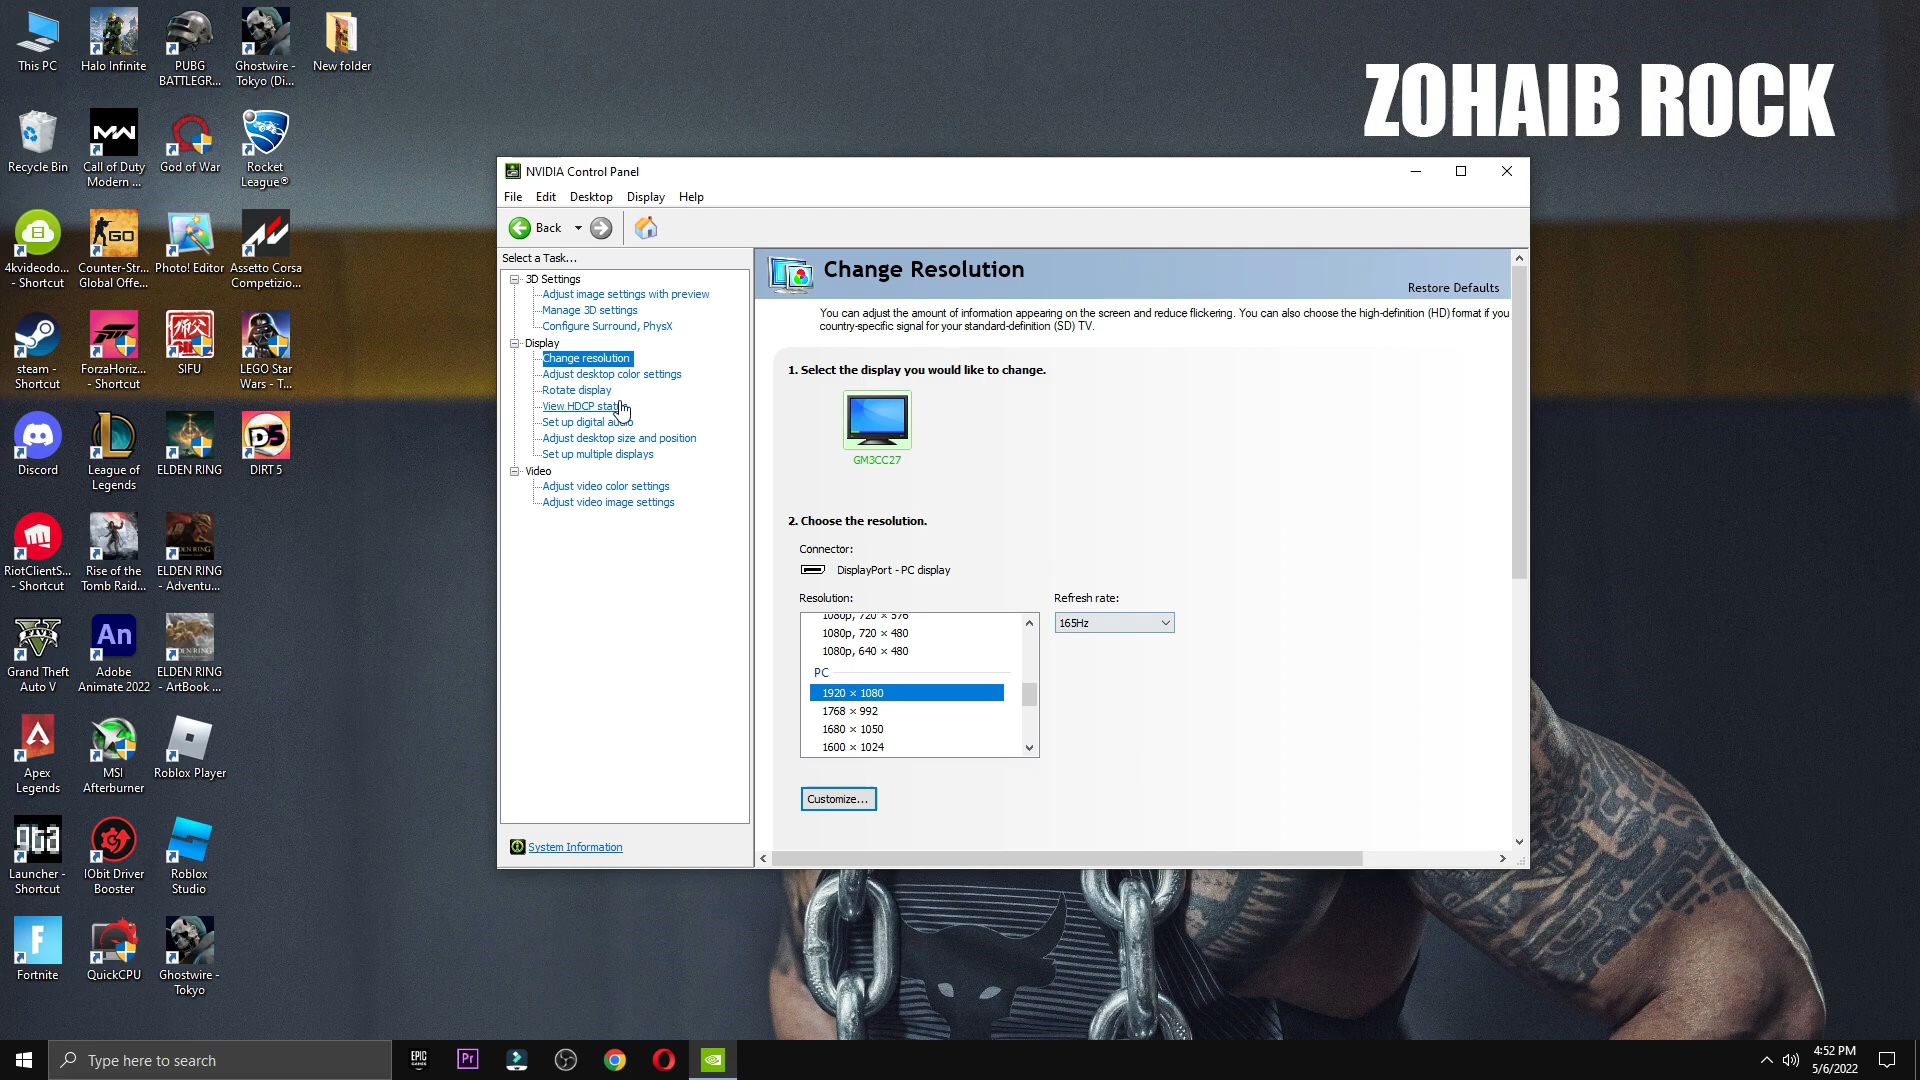 This PC
Halo Infinite
PUBG
BATTLEGR...
Ghostwire -
Tokyo (Di...
New folder
Recycle Bin
Call of Duty
Modern ...
God of War
Rocket
League®
4kvideodo...
- Shortcut
Counter-Str...
Global Offe...
Photo! Editor
Assetto Corsa
Competizio...
steam -
Shortcut
ForzaHoriz...
- Shortcut
SIFU
LEGO Star
Wars - T...
Discord
League of
Legends
ELDEN RING
DIRT 5
RiotClientS...
- Shortcut
Rise of the
Tomb Raid...
ELDEN RING
- Adventu...
Grand Theft
Auto V
Adobe
Animate 2022
ELDEN RING
- ArtBook ...
Apex
Legends
MSI
Afterburner
Roblox Player
Launcher -
Shortcut
IObit Driver
Booster
Roblox
Studio
Fortnite
QuickCPU
Ghostwire -
Tokyo
ZOHAIB ROCK
NVIDIA Control Panel
File Edit Desktop Display Help
Back
Select a Task...
3D Settings
Adjust image settings with preview
Manage 3D settings
Configure Surround, PhysX
Display
Change resolution
Adjust desktop color settings
Rotate display
View HDCP stat
Set up digital audio
Adjust desktop size and position
Set up multiple displays
Video
Adjust video color settings
Adjust video image settings
System Information
Change Resolution
Restore Defaults
You can adjust the amount of information appearing on the screen and reduce flickering. You can also choose the high-definition (HD) format if you
country-specific signal for your standard-definition (SD) TV.
1. Select the display you would like to change.
GM3CC27
2. Choose the resolution.
Connector:
DisplayPort - PC display
Resolution:
Refresh rate:
1080p, 720 × 576
165Hz
1080p, 720 × 480
1080p, 640 × 480
PC
1920 × 1080
1768 × 992
1680 × 1050
1600 × 1024
Customize...
Type here to search
EPIC
GAMES
Pr
4:52 PM
5/6/2022